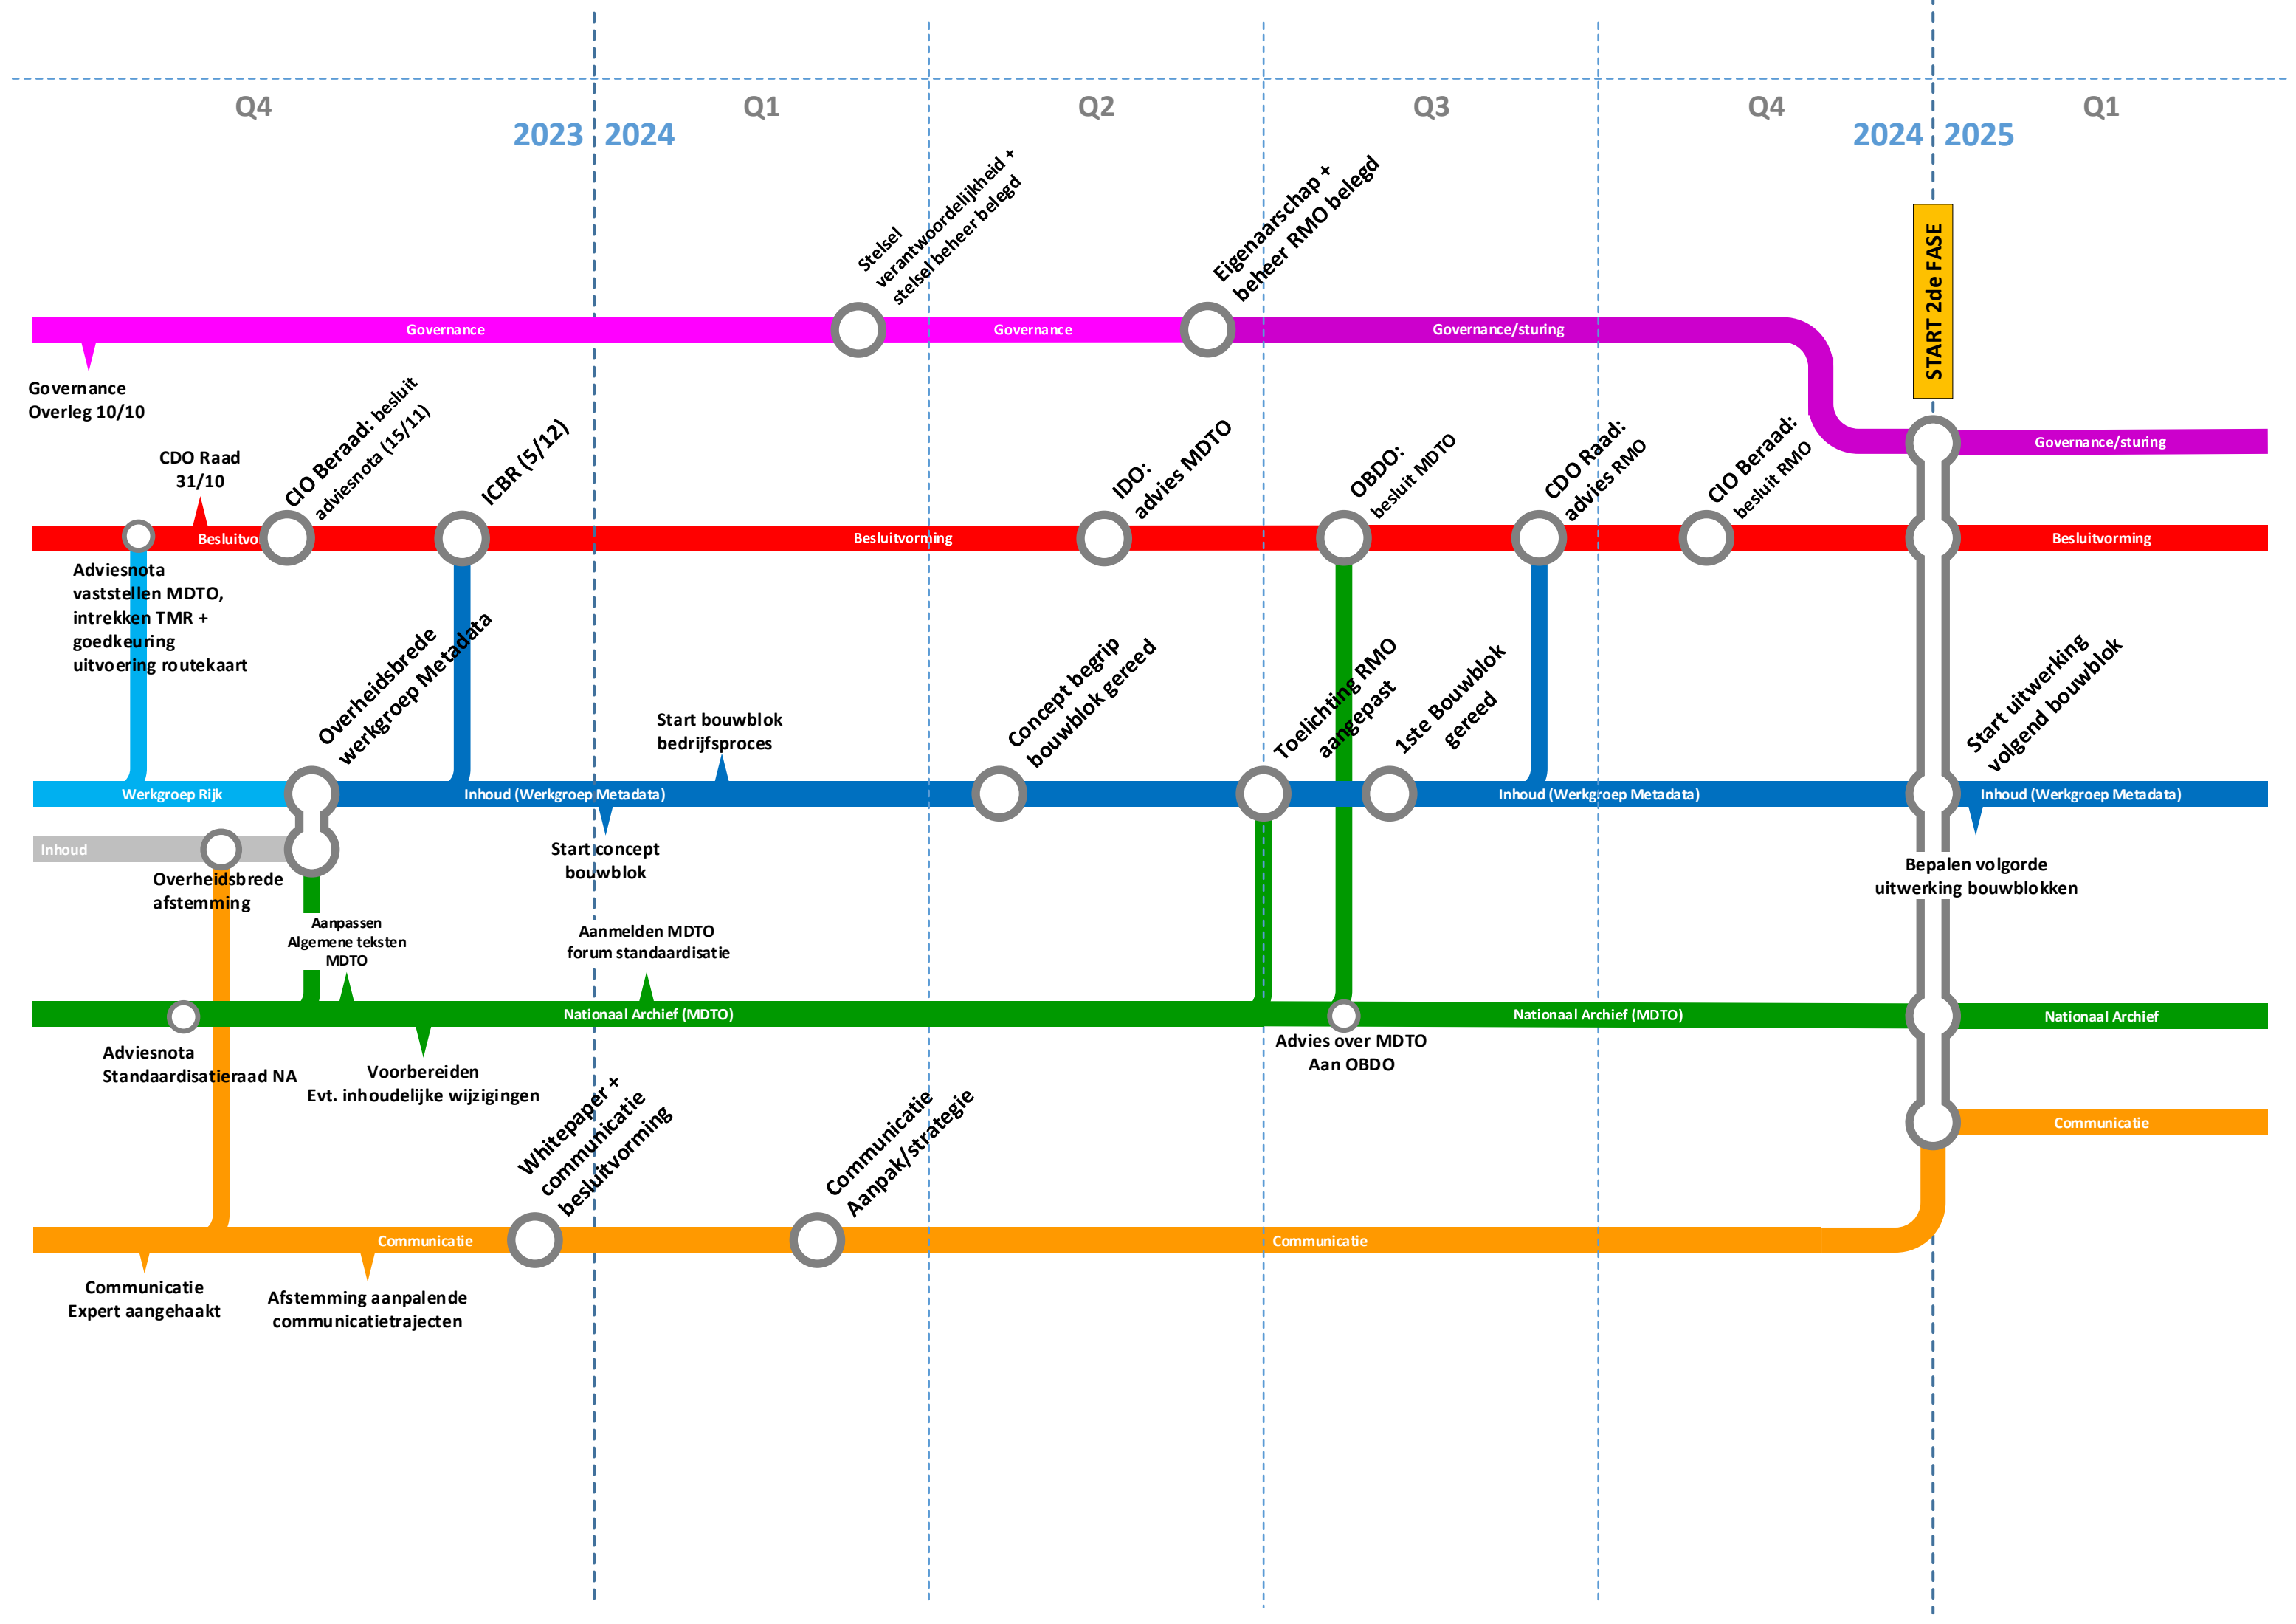 Q4
Q1
Q2
Q3
Q4
Q1
2023
2024
2024
2025
Stelsel
verantwoordelijkheid +
stelsel beheer belegd
Eigenaarschap +
beheer RMO belegd
START 2de FASE
Governance
Governance
Governance/sturing
Governance
Overleg 10/10
Governance/sturing
CDO Raad
31/10
CIO Beraad: besluit
adviesnota (15/11)
ICBR (5/12)
IDO:
advies MDTO
OBDO:
besluit MDTO
CDO Raad:
advies RMO
CIO Beraad:
besluit RMO
Besluitvo
Besluitvorming
Besluitvorming
Adviesnota
vaststellen MDTO,
intrekken TMR +
goedkeuring
uitvoering routekaart
Overheidsbrede
werkgroep Metadata
Start bouwblok
bedrijfsproces
Concept begrip
bouwblok gereed
Toelichting RMO
aangepast
1ste Bouwblok
gereed
Start uitwerking
volgend bouwblok
Werkgroep Rijk
Inhoud (Werkgroep Metadata)
Inhoud (Werkgroep Metadata)
Inhoud (Werkgroep Metadata)
Inhoud
Start concept
bouwblok
Bepalen volgorde
uitwerking bouwblokken
Overheidsbrede
afstemming
Aanpassen
Algemene teksten
MDTO
Aanmelden MDTO
forum standaardisatie
Nationaal Archief (MDTO)
Nationaal Archief (MDTO)
Nationaal Archief
Adviesnota
Standaardisatieraad NA
Voorbereiden
Evt. inhoudelijke wijzigingen
Advies over MDTO
Aan OBDO
Whitepaper +
communicatie
besluitvorming
Communicatie
Aanpak/strategie
Communicatie
Communicatie
Communicatie
Communicatie
Expert aangehaakt
Afstemming aanpalende
communicatietrajecten